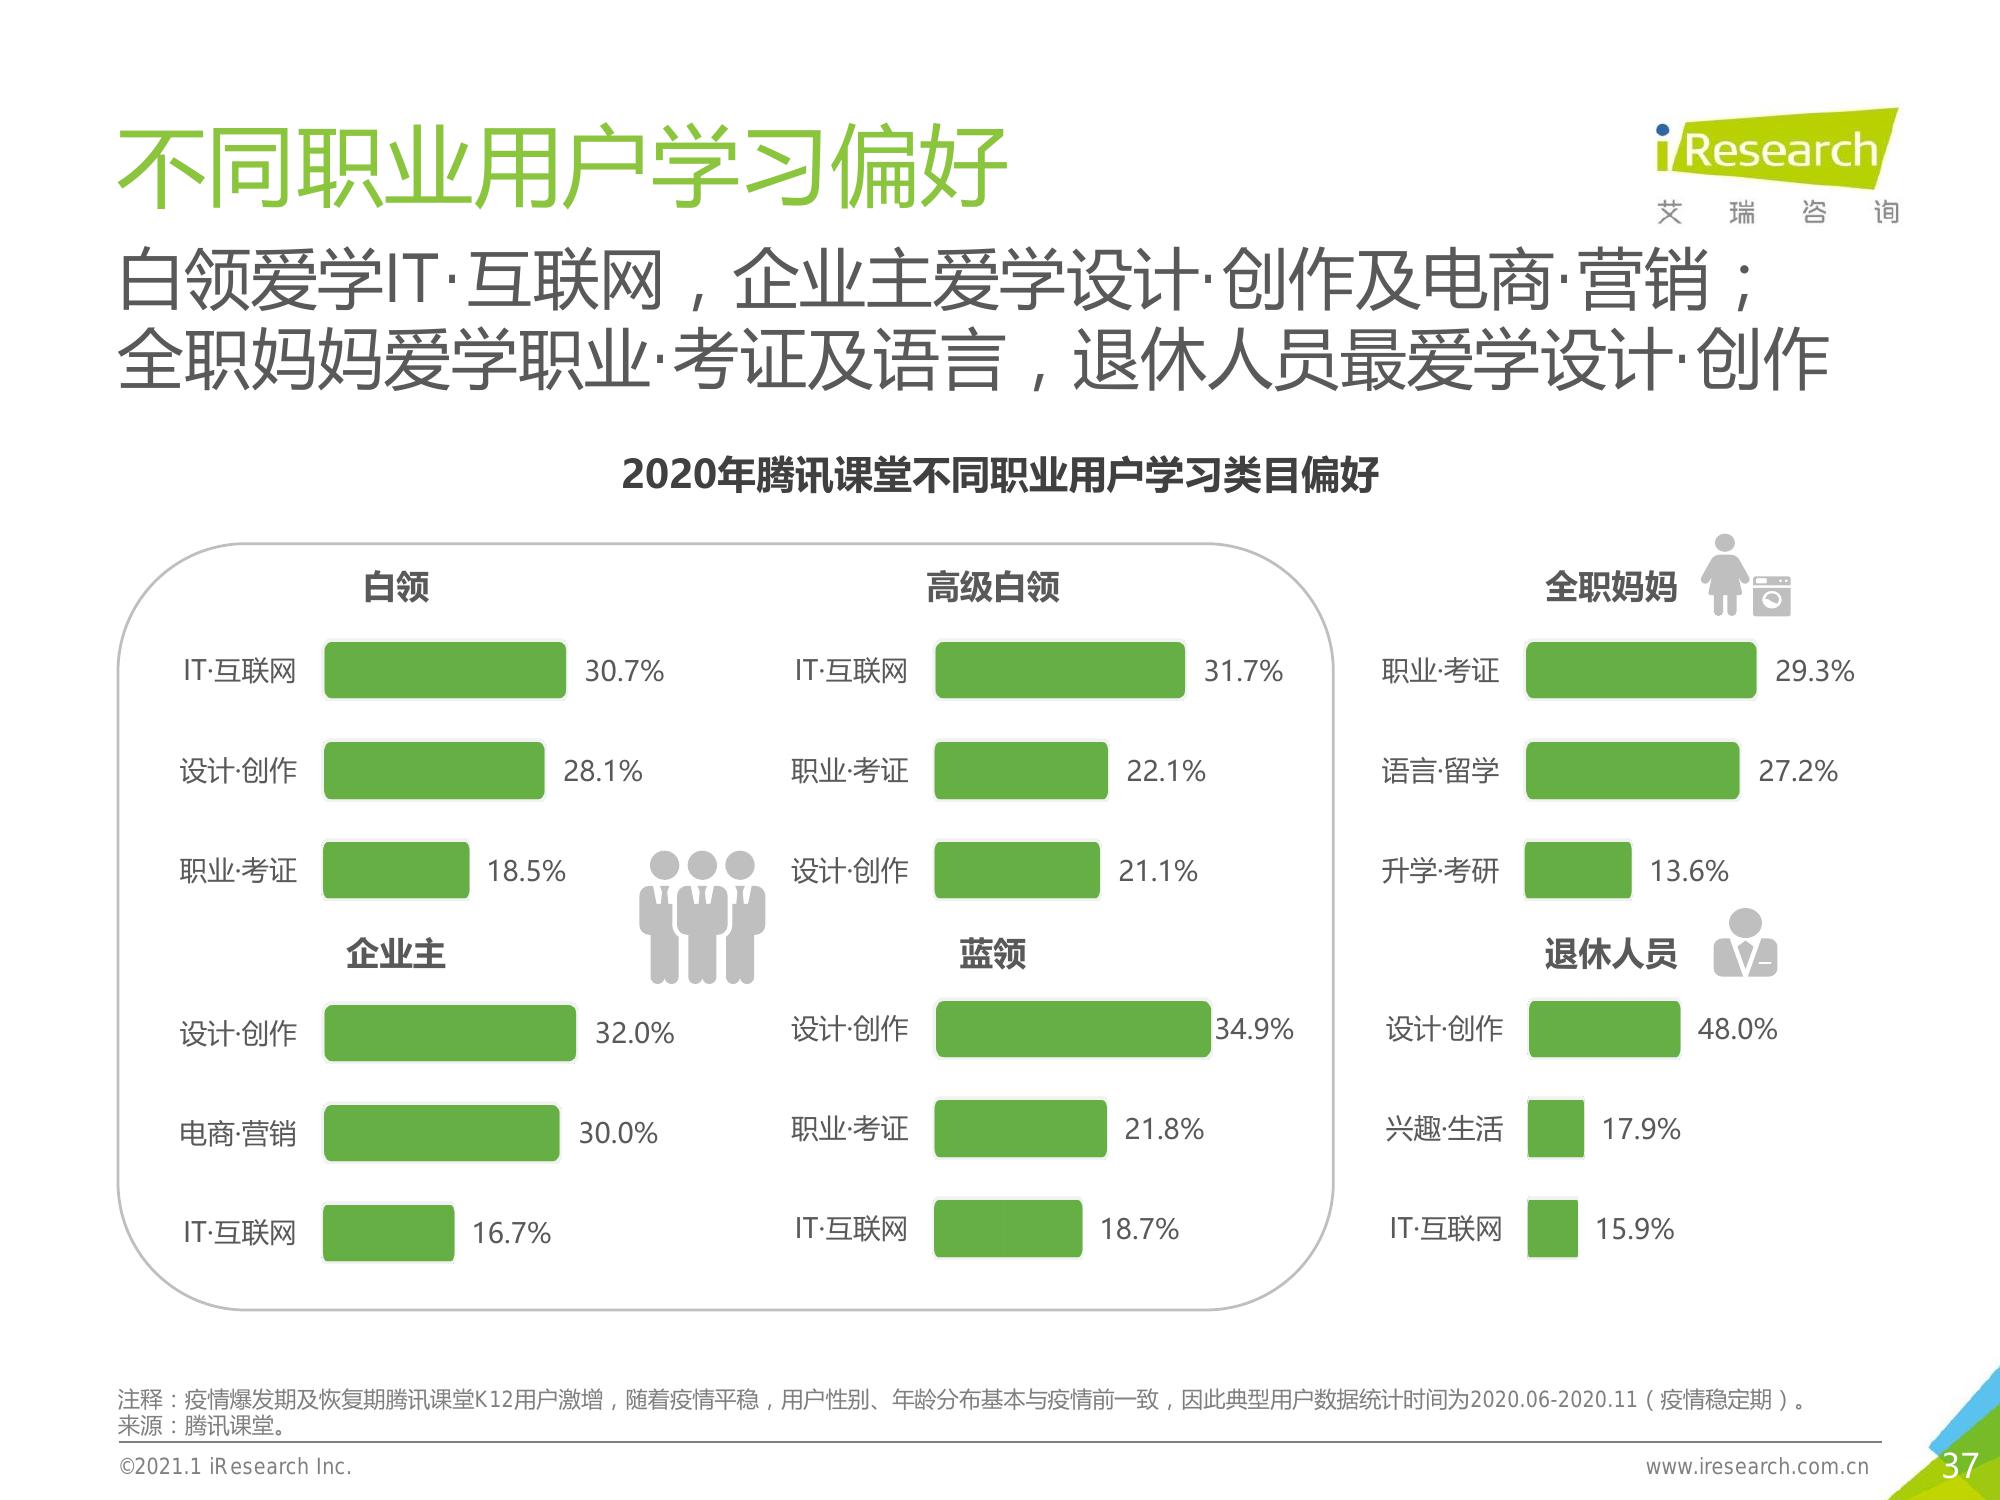 不同职业用户学习偏好
iResearch
艾瑞咨询
白领爱学IT·互联网，企业主爱学设计·创作及电商·营销；
全职妈妈爱学职业·考证及语言，退休人员最爱学设计·创作
2020年腾讯课堂不同职业用户学习类目偏好
白领
IT·互联网 30.7%
设计·创作 28.1%
职业·考证 18.5%
高级白领
IT·互联网 31.7%
职业·考证 22.1%
设计·创作 21.1%
全职妈妈
职业·考证 29.3%
语言·留学 27.2%
升学·考研 13.6%
企业主
设计·创作 32.0%
电商·营销 30.0%
IT·互联网 16.7%
蓝领
设计·创作 34.9%
职业·考证 21.8%
IT·互联网 18.7%
退休人员
设计·创作 48.0%
兴趣·生活 17.9%
IT·互联网 15.9%
注释：疫情爆发期及恢复期腾讯课堂K12用户激增，随着疫情平稳，用户性别、年龄分布基本与疫情前一致，因此典型用户数据统计时间为2020.06-2020.11（疫情稳定期）。
来源：腾讯课堂。
©2021.1 iResearch Inc.
www.iresearch.com.cn
37